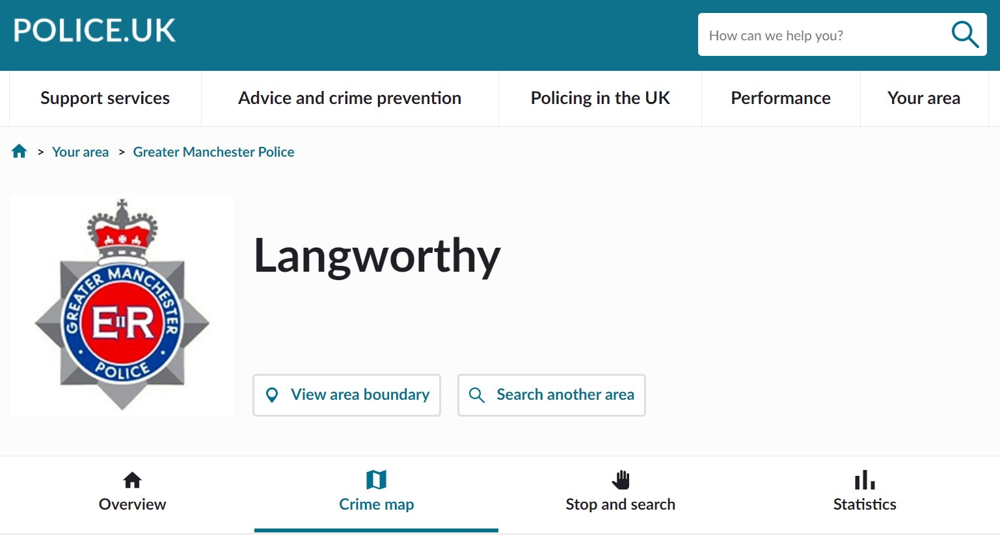 POLICE.UK
How can we help you?
Support services
Advice and crime prevention
Policing in the UK
Performance
Your area
> Your area > Greater Manchester Police
GREATER MANCHESTER
EIIR
POLICE
Langworthy
View area boundary
Search another area
Overview
Crime map
Stop and search
Statistics